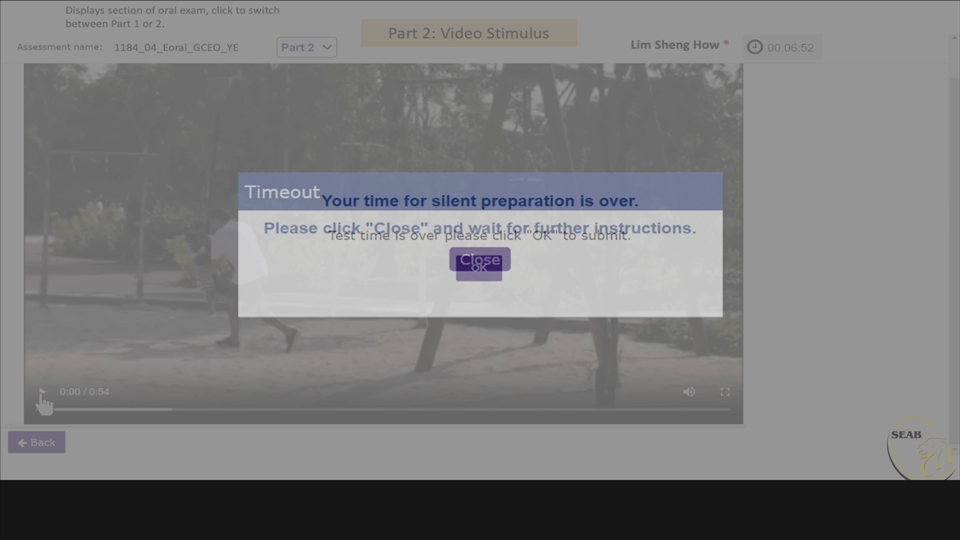 Displays section of oral exam, click to switch
between Part 1 or 2.
Part 2: Video Stimulus
Assessment name: 1184_04_Eoral_GCEO_YE
Part 2
Lim Sheng How *
00:06:52
Timeout
Your time for silent preparation is over.
Please click "Close" and wait for further instructions.
Test time is over please click "OK" to submit.
Close
OK
0:00 / 0:54
Back
SEAB